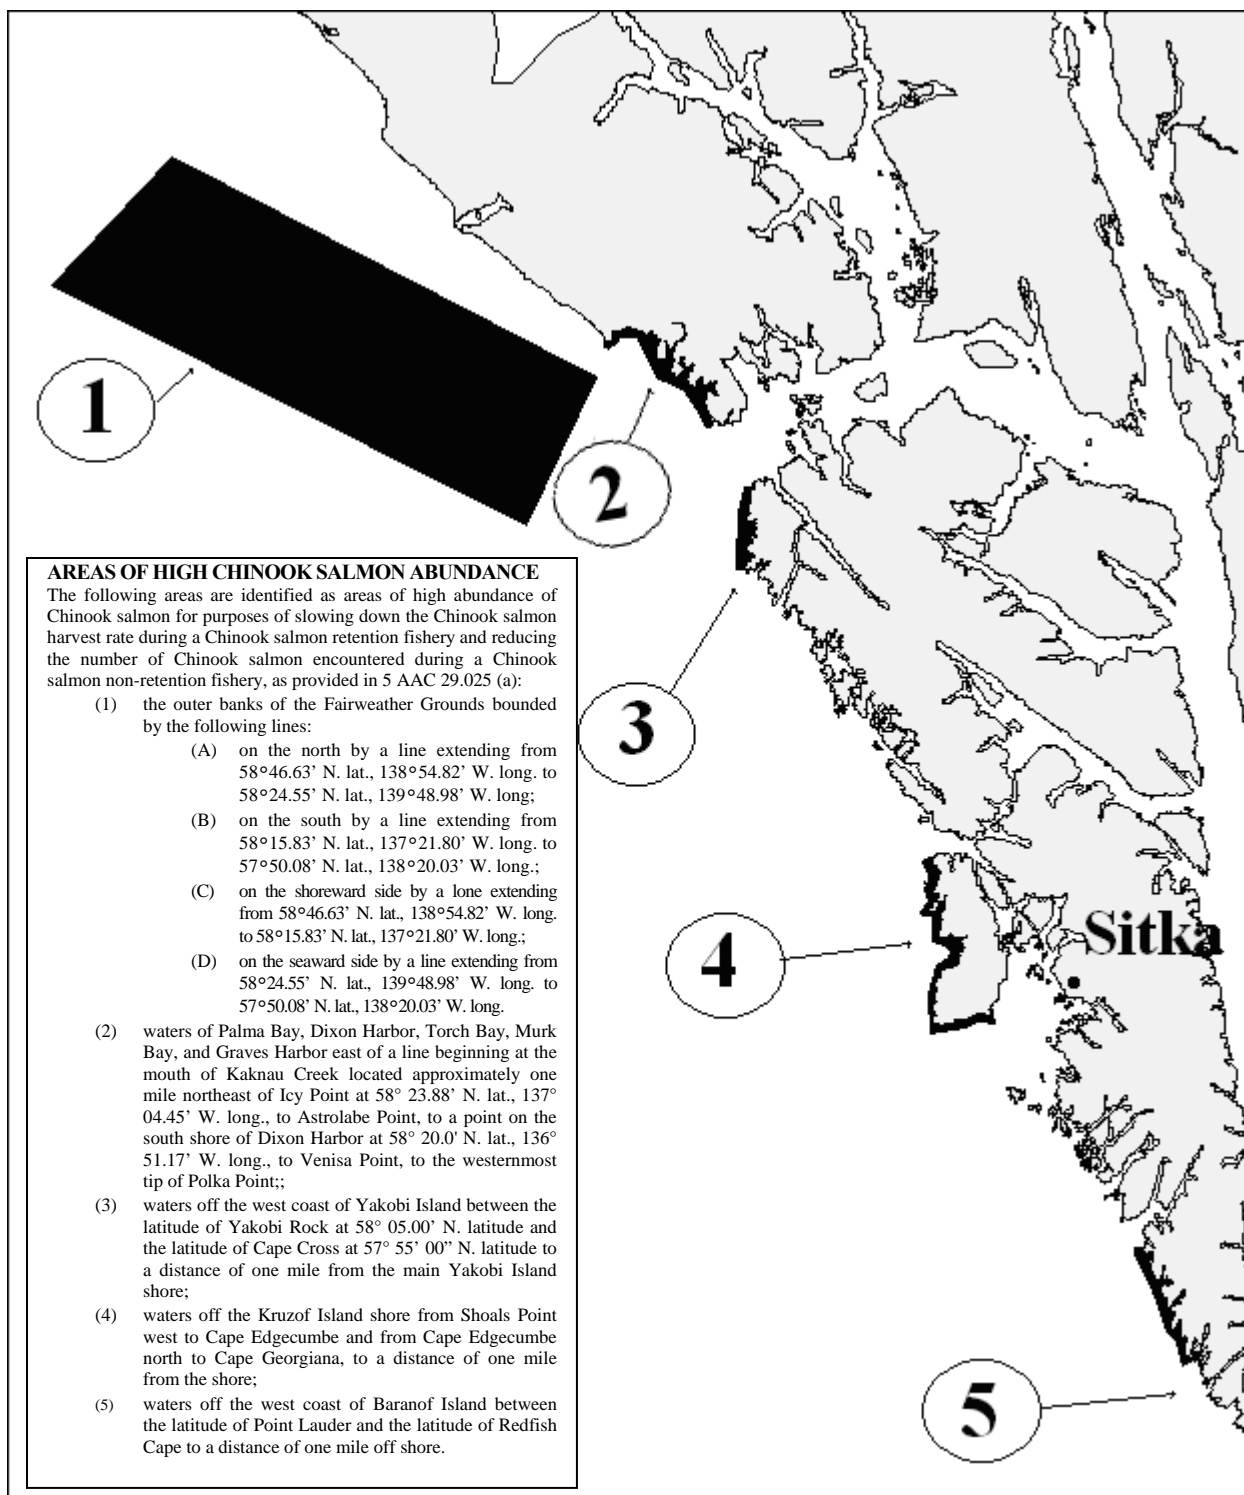 1
2
3
4
Sitka
5
AREAS OF HIGH CHINOOK SALMON ABUNDANCE
The following areas are identified as areas of high abundance of
Chinook salmon for purposes of slowing down the Chinook salmon
harvest rate during a Chinook salmon retention fishery and reducing
the number of Chinook salmon encountered during a Chinook
salmon non-retention fishery, as provided in 5 AAC 29.025 (a):
(1) the outer banks of the Fairweather Grounds bounded
by the following lines:
(A) on the north by a line extending from
58°46.63’ N. lat., 138°54.82’ W. long. to
58°24.55’ N. lat., 139°48.98’ W. long;
(B) on the south by a line extending from
58°15.83’ N. lat., 137°21.80’ W. long. to
57°50.08’ N. lat., 138°20.03’ W. long.;
(C) on the shoreward side by a lone extending
from 58°46.63’ N. lat., 138°54.82’ W. long.
to 58°15.83’ N. lat., 137°21.80’ W. long.;
(D) on the seaward side by a line extending from
58°24.55’ N. lat., 139°48.98’ W. long. to
57°50.08’ N. lat., 138°20.03’ W. long.
(2) waters of Palma Bay, Dixon Harbor, Torch Bay, Murk
Bay, and Graves Harbor east of a line beginning at the
mouth of Kaknau Creek located approximately one
mile northeast of Icy Point at 58° 23.88’ N. lat., 137°
04.45’ W. long., to Astrolabe Point, to a point on the
south shore of Dixon Harbor at 58° 20.0' N. lat., 136°
51.17’ W. long., to Venisa Point, to the westernmost
tip of Polka Point;;
(3) waters off the west coast of Yakobi Island between the
latitude of Yakobi Rock at 58° 05.00’ N. latitude and
the latitude of Cape Cross at 57° 55’ 00” N. latitude to
a distance of one mile from the main Yakobi Island
shore;
(4) waters off the Kruzof Island shore from Shoals Point
west to Cape Edgecumbe and from Cape Edgecumbe
north to Cape Georgiana, to a distance of one mile
from the shore;
(5) waters off the west coast of Baranof Island between
the latitude of Point Lauder and the latitude of Redfish
Cape to a distance of one mile off shore.